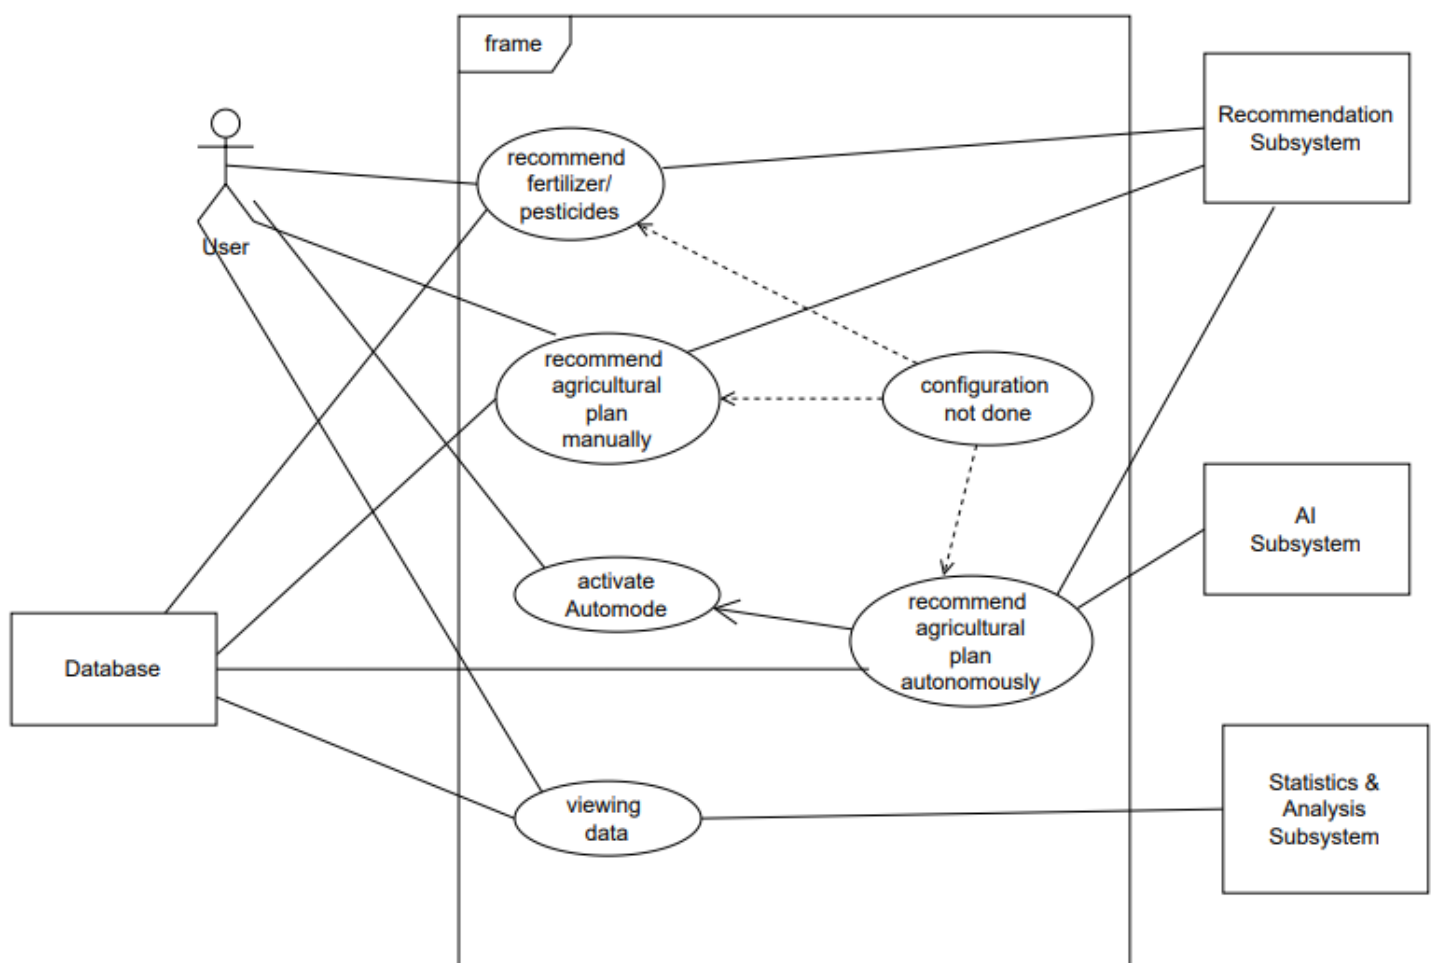 frame
Recommendation
Subsystem
recommend
fertilizer/
pesticides
User
recommend
agricultural
plan
manually
configuration
not done
AI
Subsystem
activate
Automode
recommend
agricultural
plan
autonomously
Database
Statistics &
Analysis
Subsystem
viewing
data